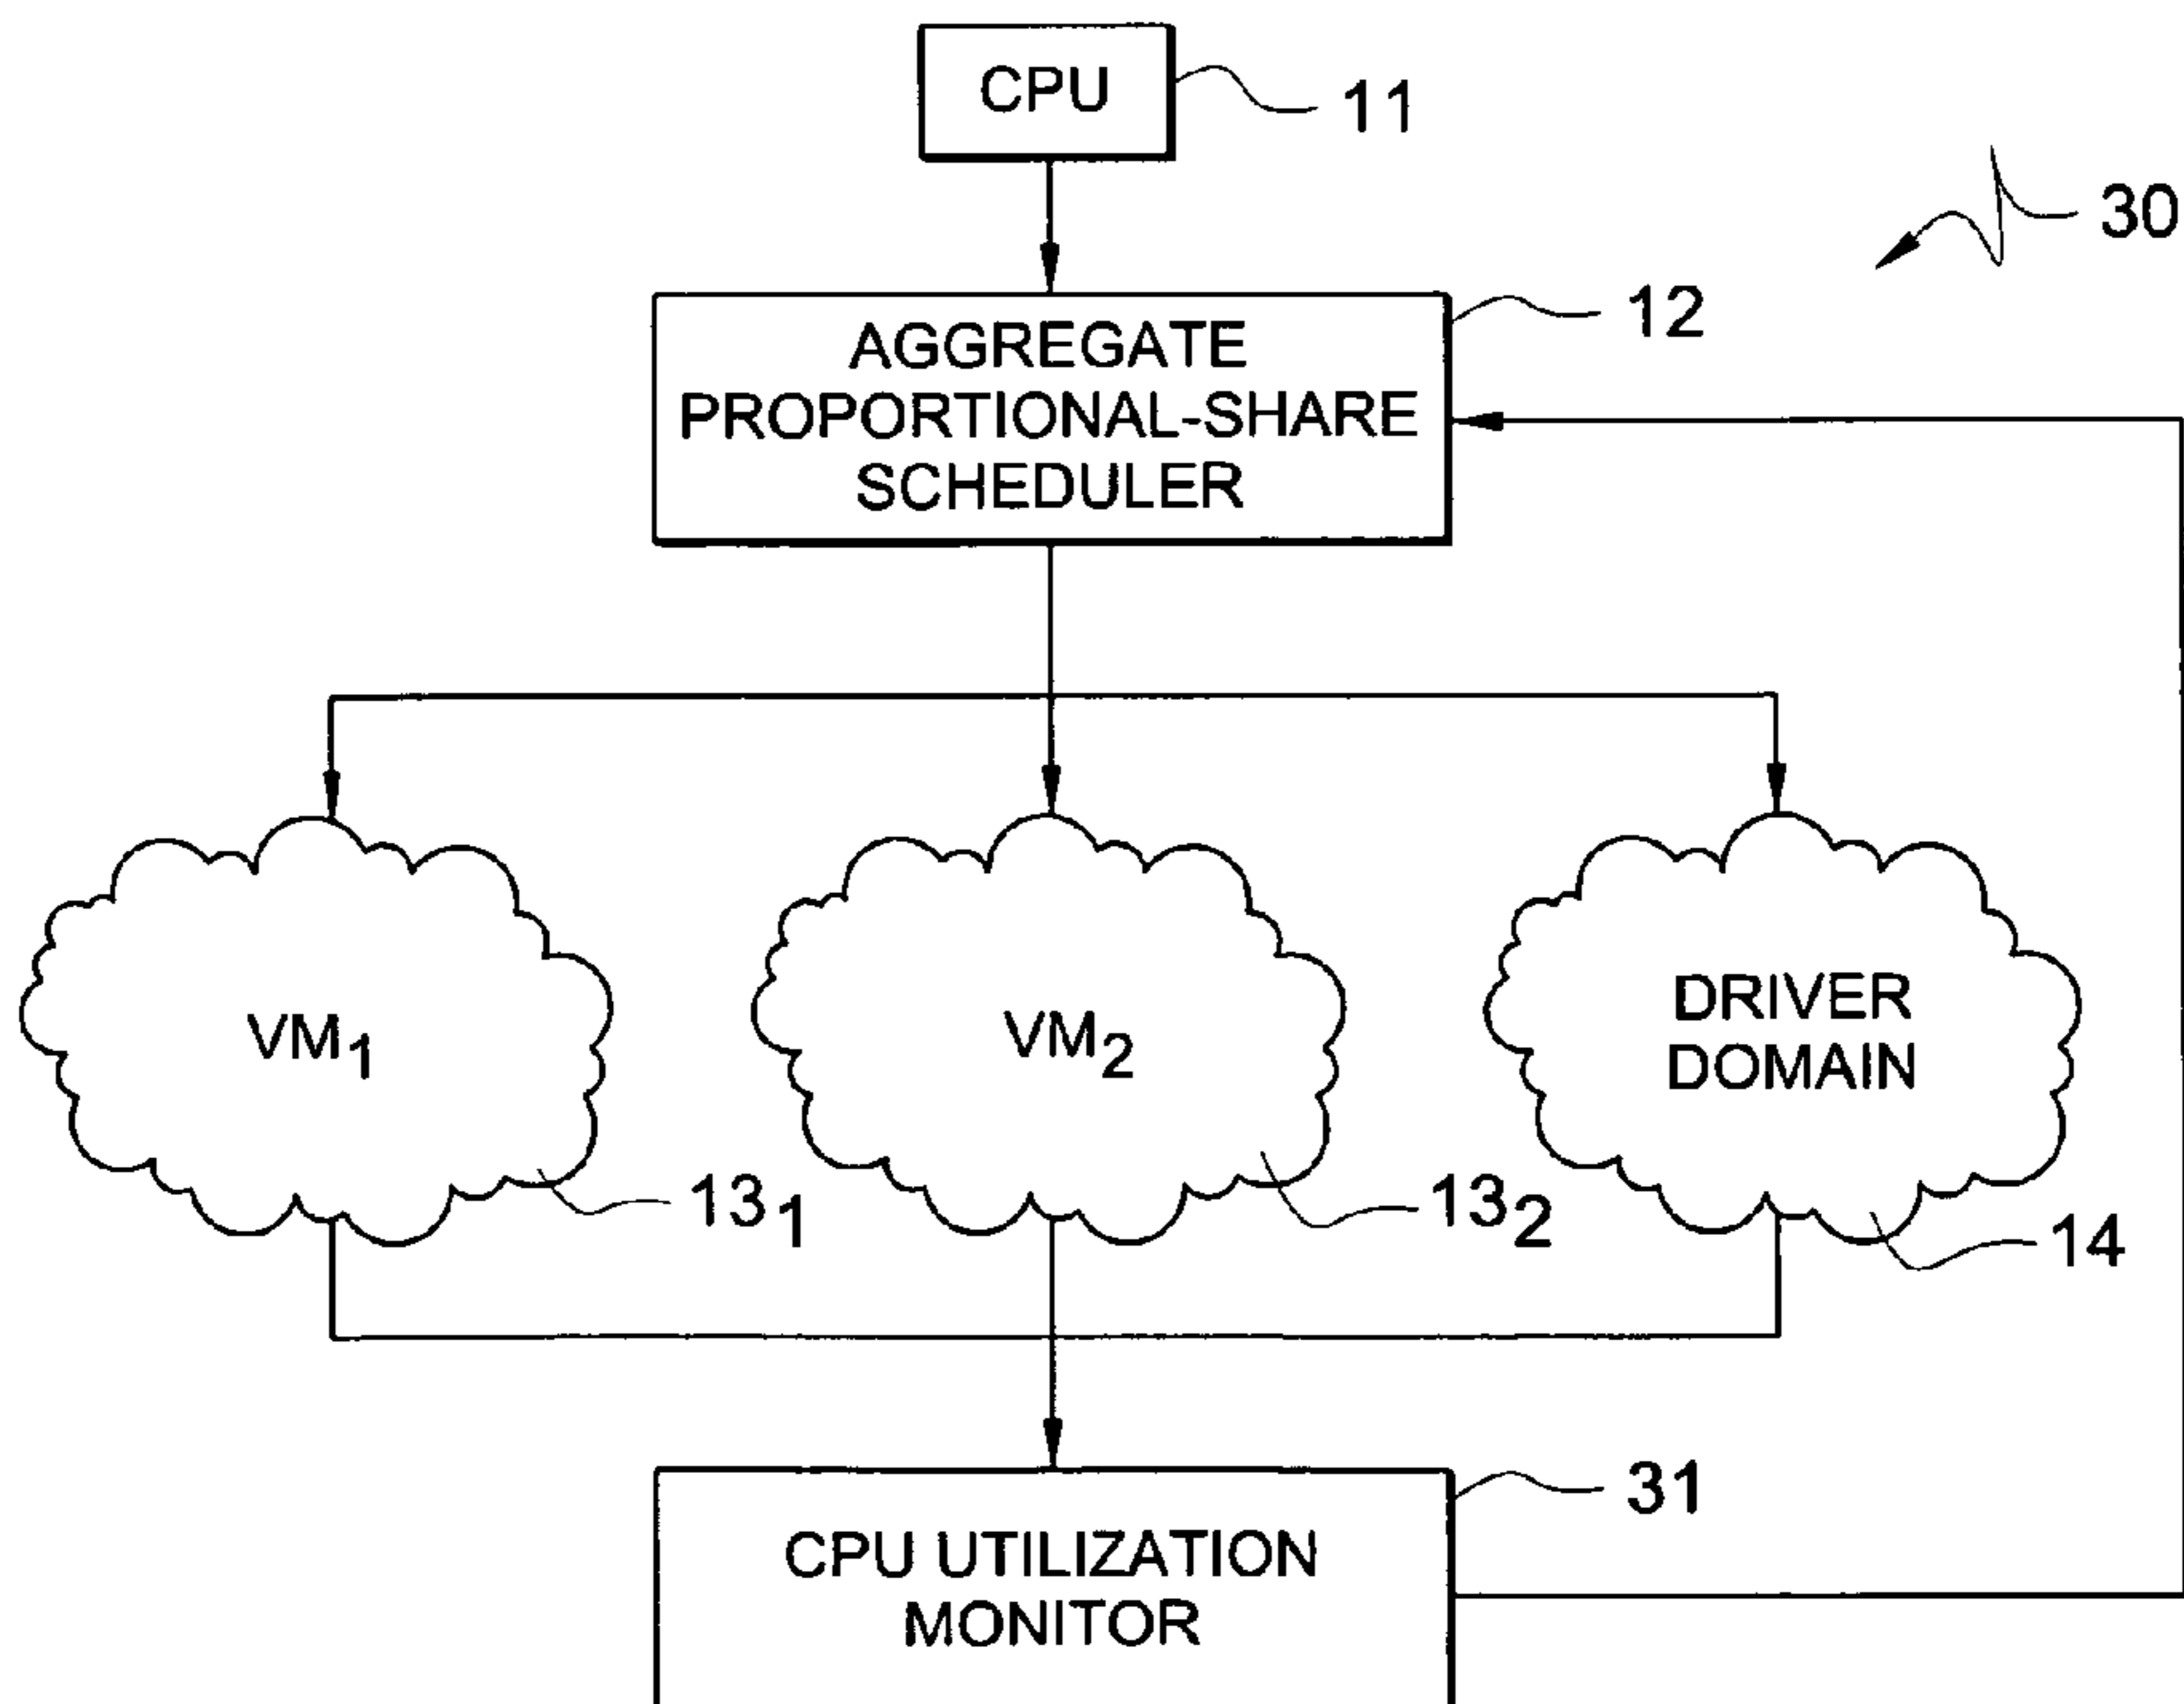 CPU
11
30
12
AGGREGATE
PROPORTIONAL-SHARE
SCHEDULER
VM1
VM2
DRIVER
DOMAIN
131
132
14
31
CPU UTILIZATION
MONITOR